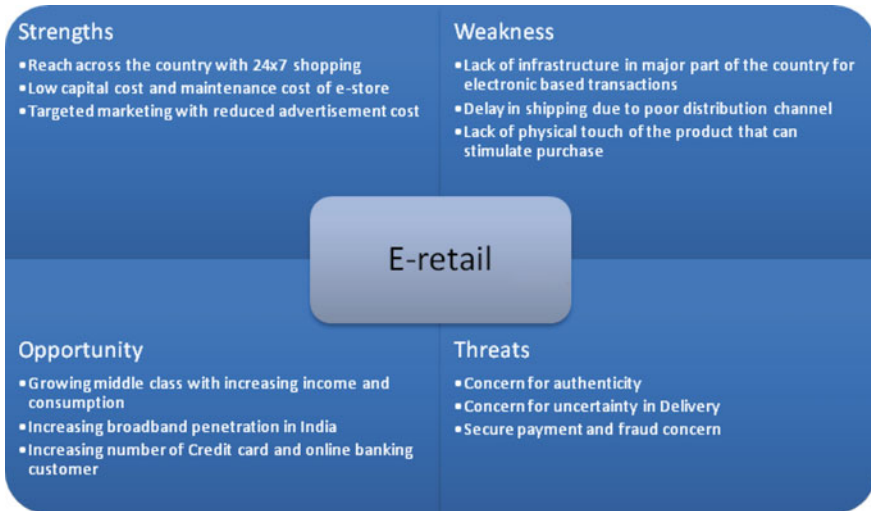 Strengths
•Reach across the country with 24x7 shopping
•Low capital cost and maintenance cost of e-store
•Targeted marketing with reduced advertisement cost
Weakness
•Lack of infrastructure in major part of the country for
electronic based transactions
•Delay in shipping due to poor distribution channel
•Lack of physical touch of the product that can
stimulate purchase
E-retail
Opportunity
•Growing middle class with increasing income and
consumption
•Increasing broadband penetration in India
•Increasing number of Credit card and online banking
customer
Threats
•Concern for authenticity
•Concern for uncertainty in Delivery
•Secure payment and fraud concern